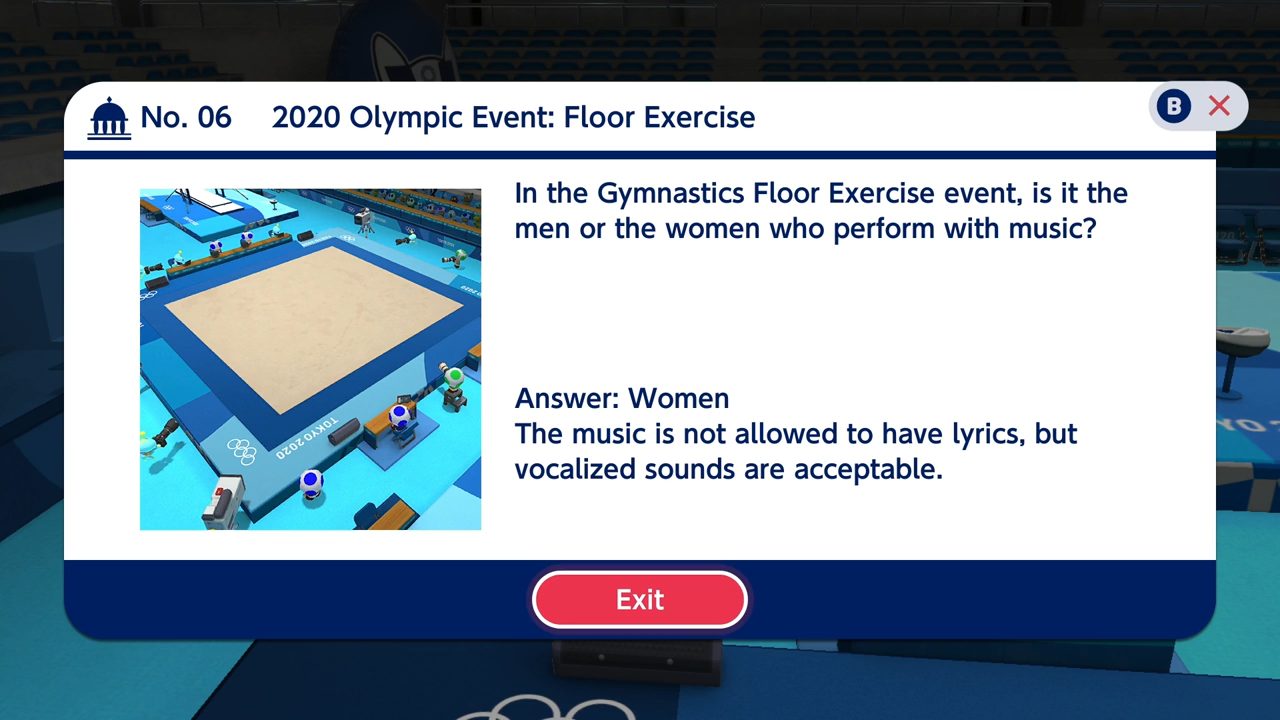 No. 06 2020 Olympic Event: Floor Exercise
B
In the Gymnastics Floor Exercise event, is it the
men or the women who perform with music?
TOKYO 2020
Answer: Women
The music is not allowed to have lyrics, but
vocalized sounds are acceptable.
Exit